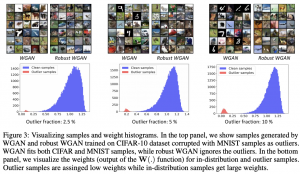 WGAN Robust WGAN WGAN Robust WGAN WGAN Robust WGAN
Clean samples
Outlier samples
Clean samples
Outlier samples
Clean samples
Outlier samples
Outlier fraction: 2.5 %
Outlier fraction: 5 %
Outlier fraction: 10 %
Figure 3: Visualizing samples and weight histograms. In the top panel, we show samples generated by
WGAN and robust WGAN trained on CIFAR-10 dataset corrupted with MNIST samples as outliers.
WGAN fits both CIFAR and MNIST samples, while robust WGAN ignores the outliers. In the bottom
panel, we visualize the weights (output of the W(.) function) for in-distribution and outlier samples.
Outlier samples are assinged low weights while in-distribution samples get large weights.